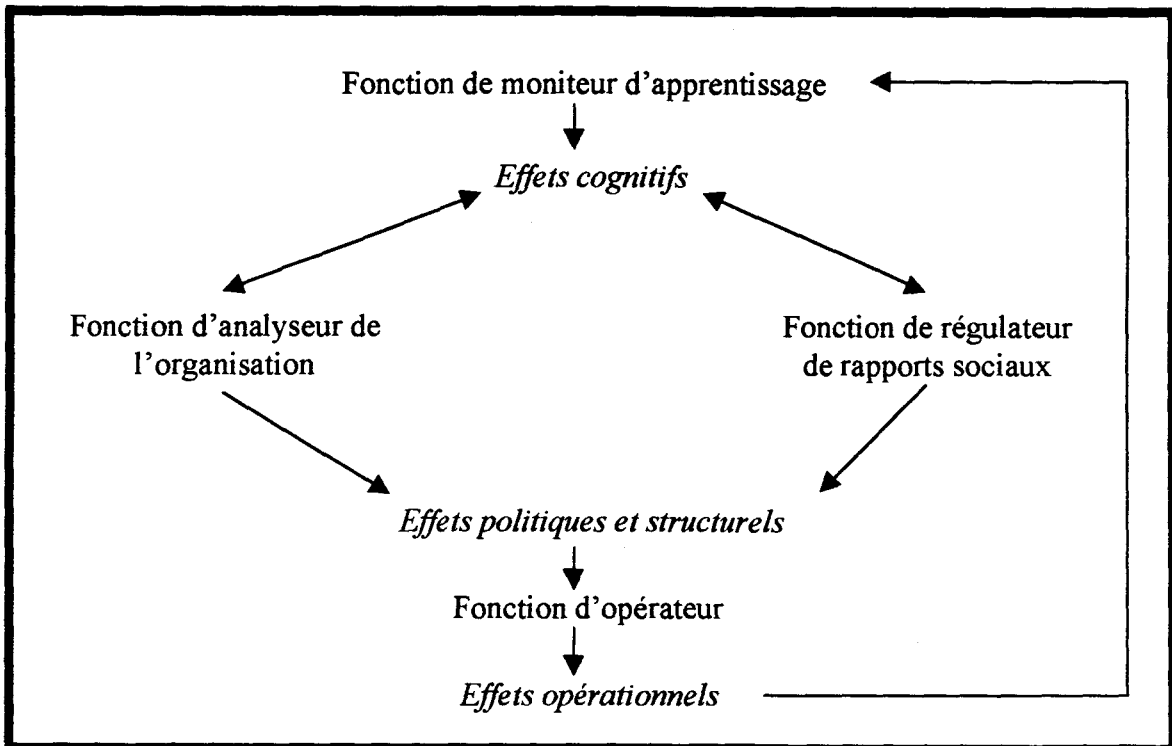 Fonction de moniteur d'apprentissage
Effets cognitifs
Fonction d'analyseur de
l'organisation
Fonction de régulateur
de rapports sociaux
Effets politiques et structurels
Fonction d'opérateur
Effets opérationnels